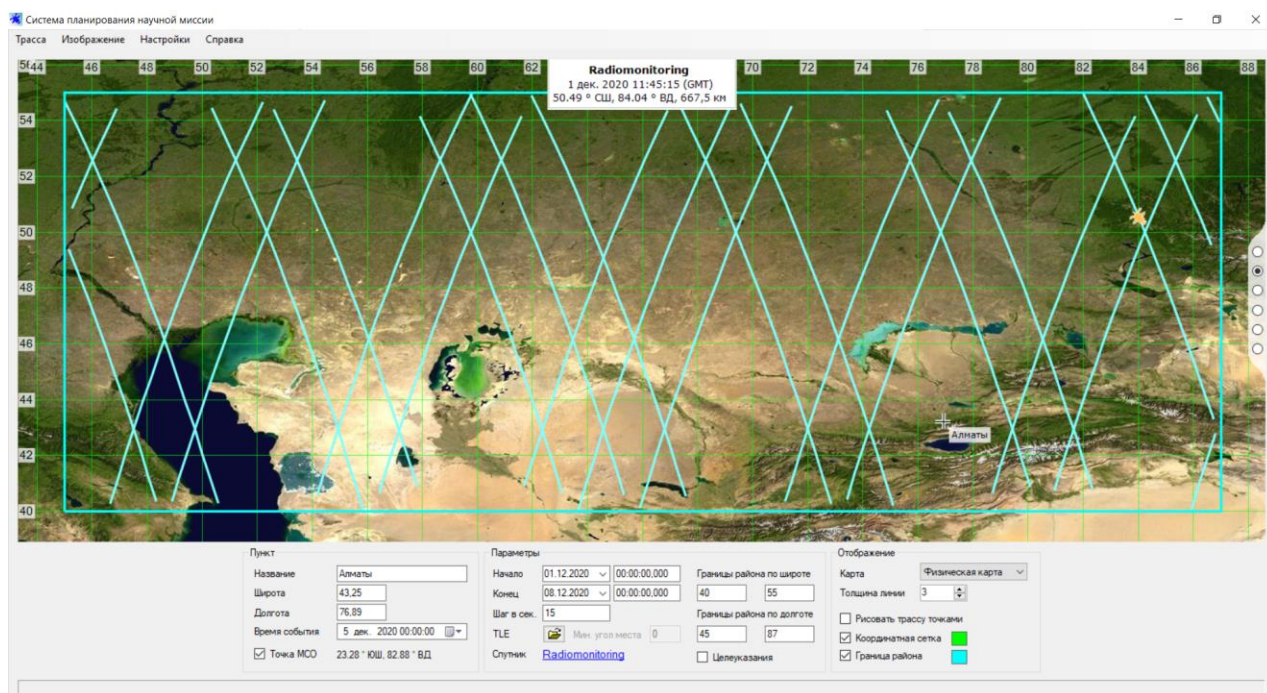 Система планирования научной миссии
Трасса Изображение Настройки Справка
44 46 48 50 52 54 56 58 60 62 70 72 74 76 78 80 82 84 86 88
Radiomonitoring
1 дек. 2020 11:45:15 (GMT)
50.49 ° СШ, 84.04 ° ВД, 667,5 км
54
52
50
48
46
44
Алматы
42
40
Пункт
Название Алматы
Широта 43,25
Долгота 76,89
Время события 5 дек. 2020 00:00:00
Точка МСО 23.28 ° ЮШ, 82.88 ° ВД
Параметры
Начало 01.12.2020 00:00:00,000 Границы района по широте
Конец 08.12.2020 00:00:00,000 40 55
Шаг в сек. 15 Границы района по долготе
TLE Мин. угол места 0 45 87
Спутник Radiomonitoring Целеуказания
Отображение
Карта Физическая карта
Толщина линии 3
Рисовать трассу точками
Координатная сетка
Граница района